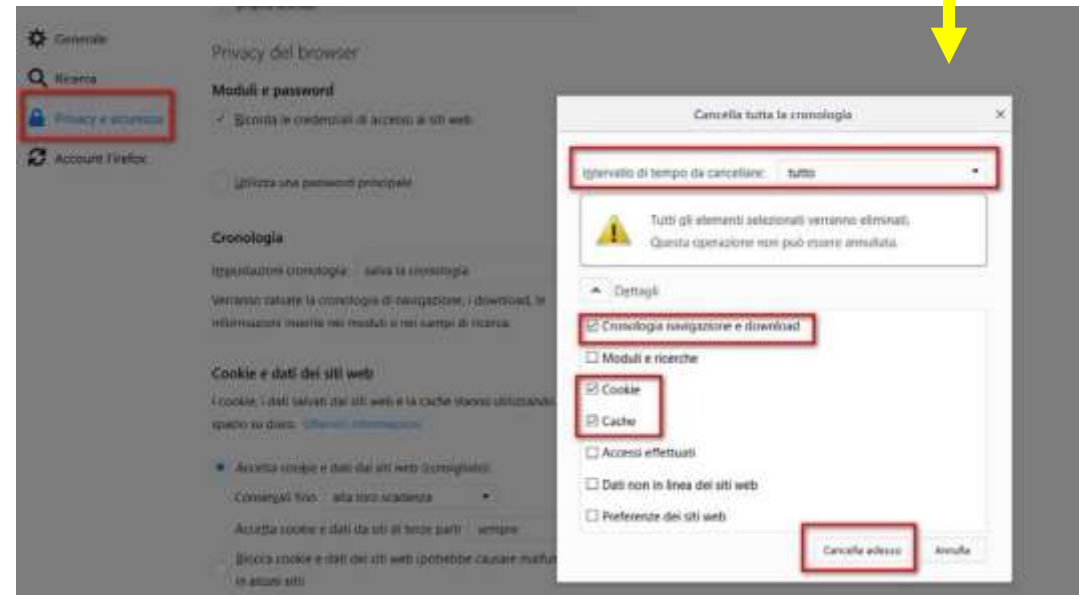 Generale
Ricerca
Privacy e sicurezza
Account Firefox
Privacy del browser
Moduli e password
Ricorda le credenziali di accesso ai siti web
Utilizza una password principale
Cronologia
Impostazioni cronologia: salva la cronologia
Verranno salvate la cronologia di navigazione, i download, le
informazioni inserite nei moduli e nei campi di ricerca.
Cookie e dati dei siti web
I cookie, i dati salvati dai siti web e la cache stanno utilizzando
spazio su disco. Ulteriori informazioni
Accetta cookie e dati dai siti web (consigliato)
Conservali fino: alla loro scadenza
Accetta cookie e dati da siti di terze parti: sempre
Blocca cookie e dati dei siti web (potrebbe causare malfun
in alcuni siti)
Cancella tutta la cronologia
Intervallo di tempo da cancellare: tutto
Tutti gli elementi selezionati verranno eliminati.
Questa operazione non può essere annullata.
Dettagli
Cronologia navigazione e download
Moduli e ricerche
Cookie
Cache
Accessi effettuati
Dati non in linea dei siti web
Preferenze dei siti web
Cancella adesso
Annulla